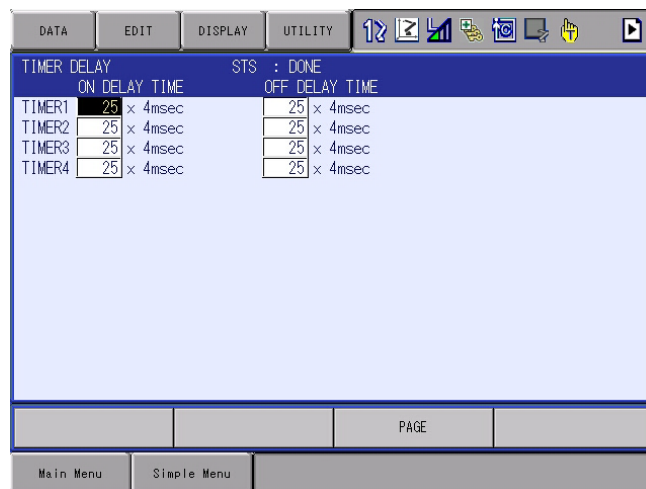 DATA EDIT DISPLAY UTILITY
TIMER DELAY STS : DONE
ON DELAY TIME OFF DELAY TIME
TIMER1 25 × 4msec 25 × 4msec
TIMER2 25 × 4msec 25 × 4msec
TIMER3 25 × 4msec 25 × 4msec
TIMER4 25 × 4msec 25 × 4msec
PAGE
Main Menu Simple Menu